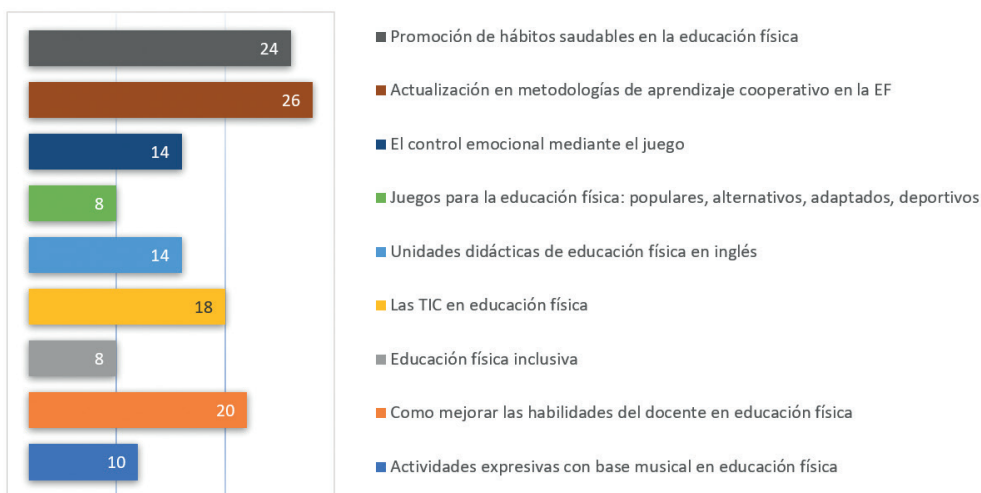 24
Promoción de hábitos saludables en la educación física
26
Actualización en metodologías de aprendizaje cooperativo en la EF
14
El control emocional mediante el juego
8
Juegos para la educación física: populares, alternativos, adaptados, deportivos
14
Unidades didácticas de educación física en inglés
18
Las TIC en educación física
8
Educación física inclusiva
20
Como mejorar las habilidades del docente en educación física
10
Actividades expresivas con base musical en educación física